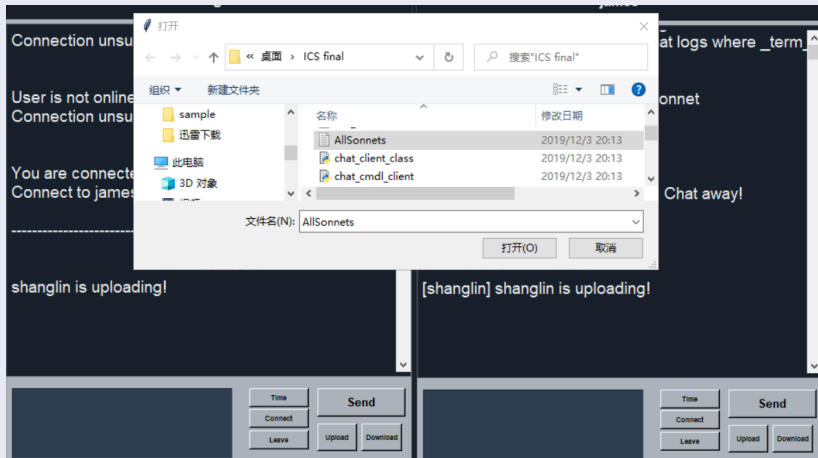 打开
« 桌面 › ICS final
搜索"ICS final"
组织
新建文件夹
sample
迅雷下载
此电脑
3D 对象
名称
修改日期
AllSonnets 2019/12/3 20:13
chat_client_class 2019/12/3 20:13
chat_cmdl_client 2019/12/3 20:13
文件名(N): AllSonnets
打开(O)
取消
Connection unsu
User is not online
Connection unsu
You are connecte
Connect to james
-----------------------
shanglin is uploading!
Time
Connect
Leave
Send
Upload
Download
at logs where _term_
onnet
Chat away!
[shanglin] shanglin is uploading!
Time
Connect
Leave
Send
Upload
Download